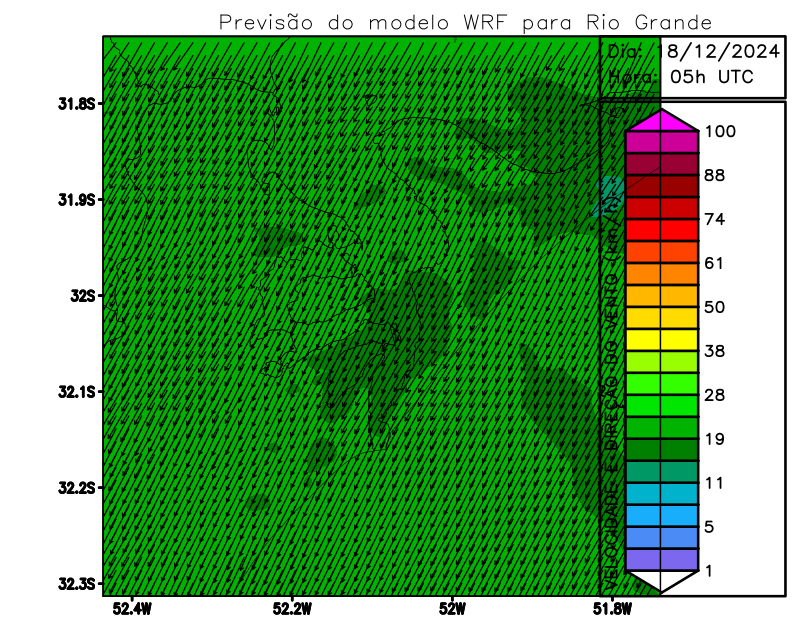 Previsão do modelo WRF para Rio Grande
Dia: 18/12/2024
Hora: 05h UTC
31.8S
31.9S
32S
32.1S
32.2S
32.3S
52.4W
52.2W
52W
51.8W
VELOCIDADE E DIREÇÃO DO VENTO (km/h)
100
88
74
61
50
38
28
19
11
5
1